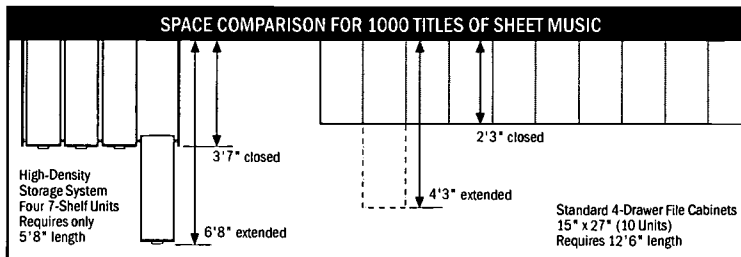 SPACE COMPARISON FOR 1000 TITLES OF SHEET MUSIC
3'7" closed
High-Density
Storage System
Four 7-Shelf Units
Requires only
5'8" length
6'8" extended
2'3" closed
4'3" extended
Standard 4-Drawer File Cabinets
15" x 27" (10 Units)
Requires 12'6" length